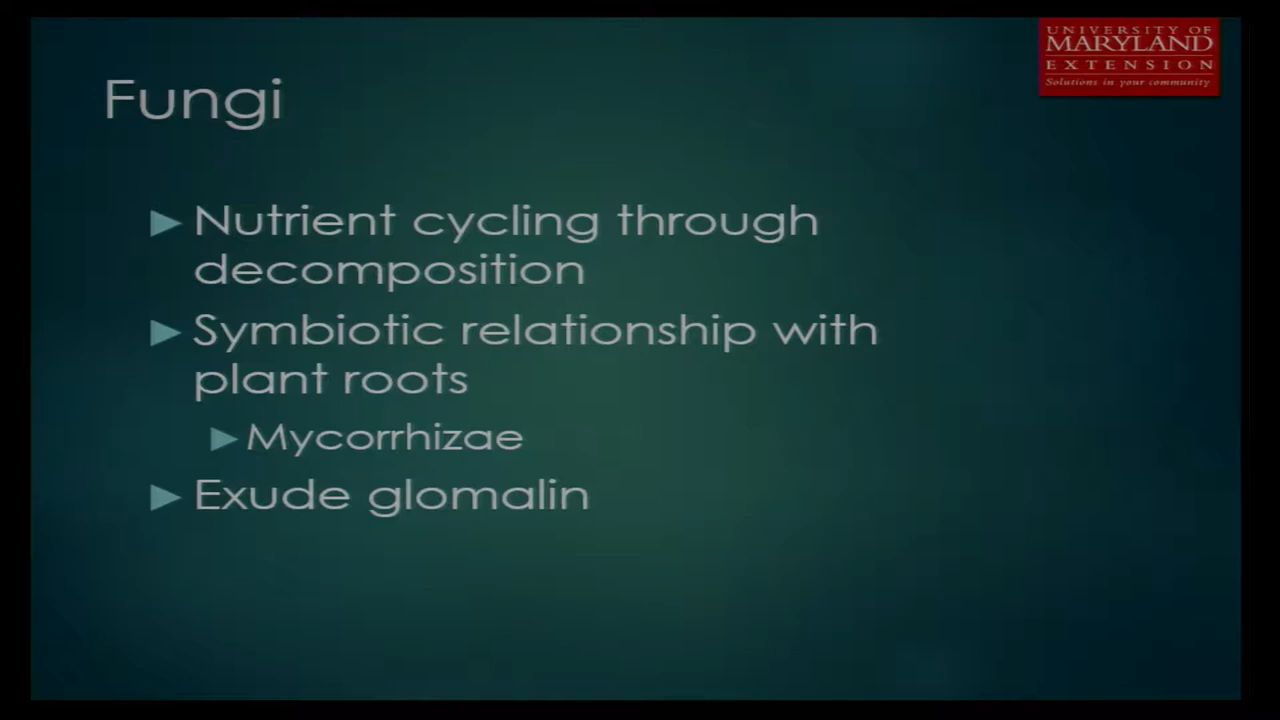 UNIVERSITY OF
MARYLAND
EXTENSION
Solutions in your community
Fungi
Nutrient cycling through
decomposition
Symbiotic relationship with
plant roots
Mycorrhizae
Exude glomalin